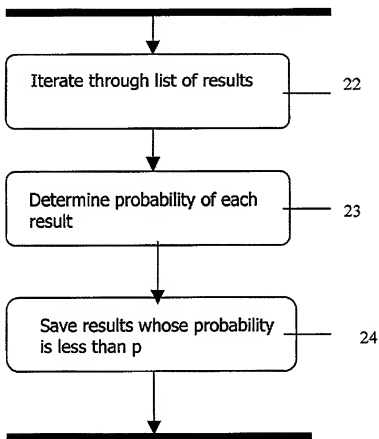 Iterate through list of results
22
Determine probability of each
result
23
Save results whose probability
is less than p
24